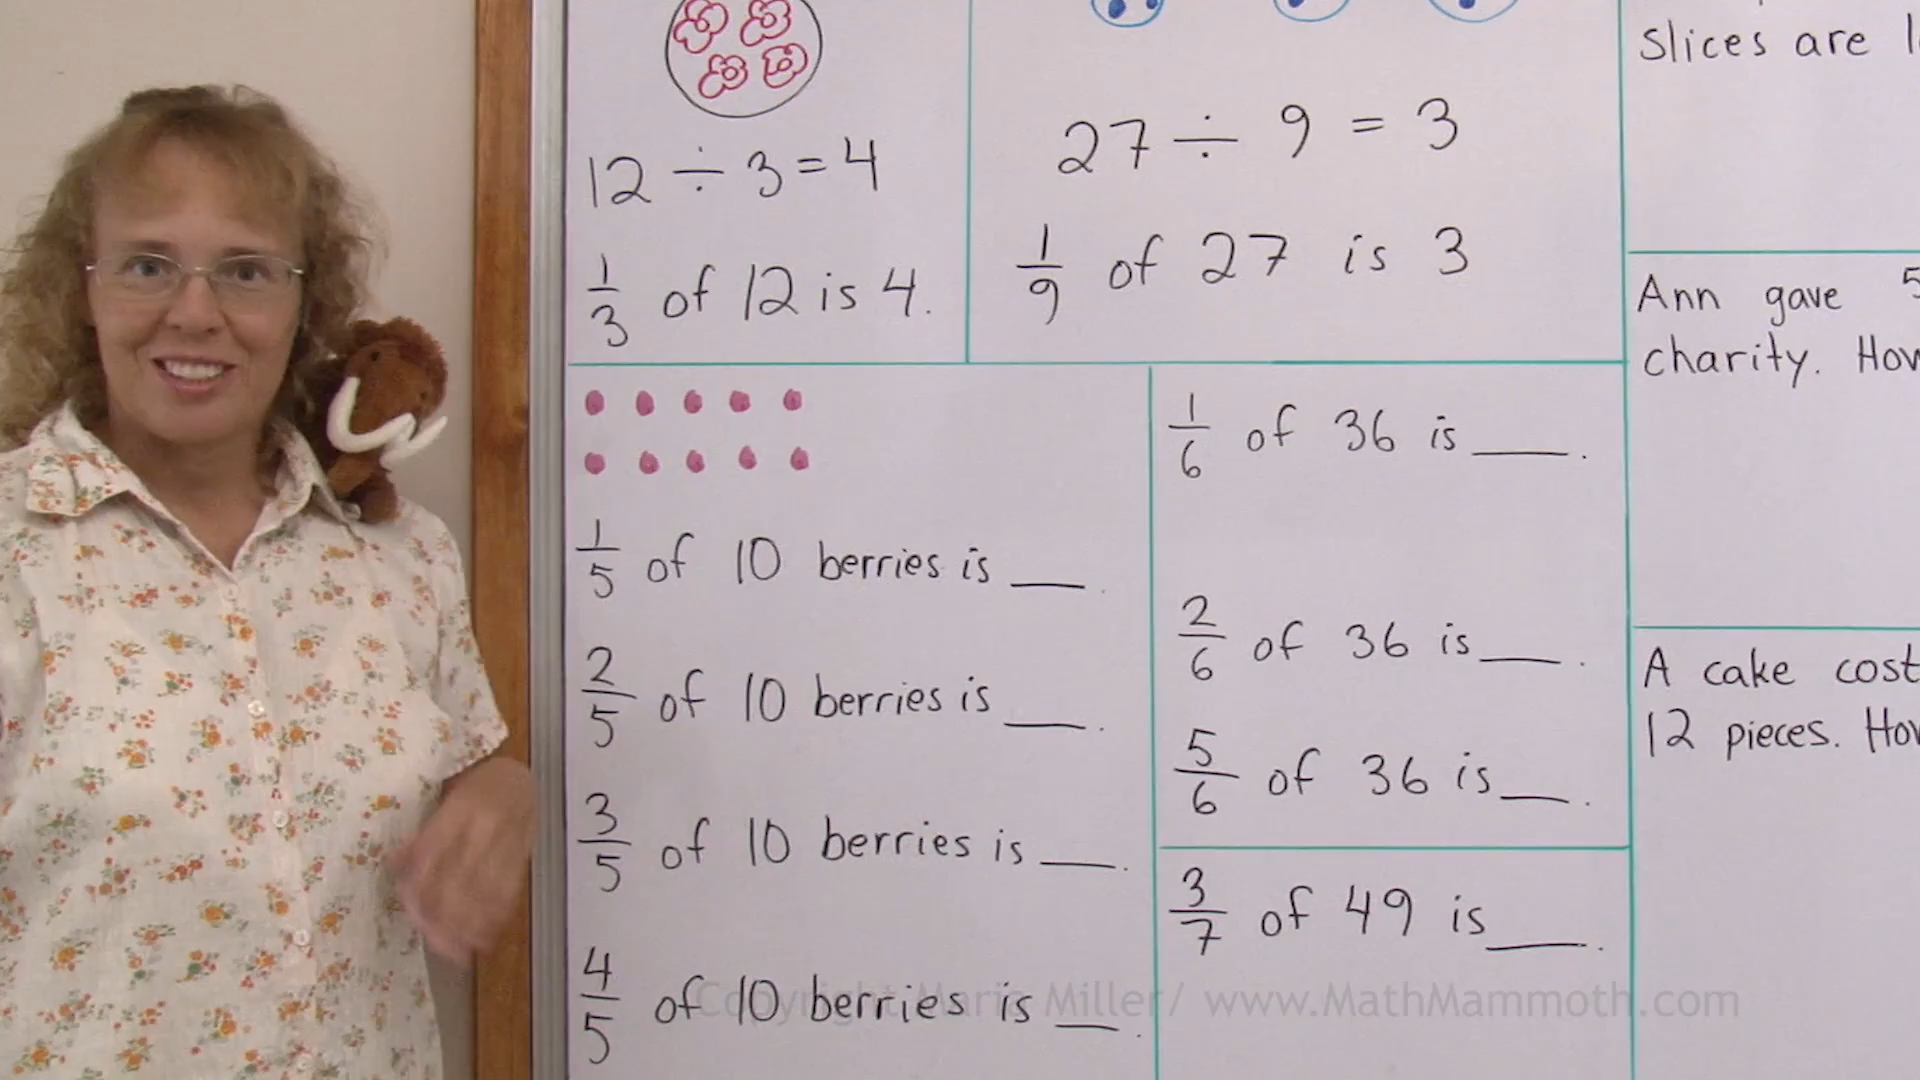 12 ÷ 3 = 4
1/3 of 12 is 4.
27 ÷ 9 = 3
1/9 of 27 is 3
1/5 of 10 berries is ___.
2/5 of 10 berries is ___.
3/5 of 10 berries is ___.
4/5 of 10 berries is ___.
1/6 of 36 is ___.
2/6 of 36 is ___.
5/6 of 36 is ___.
3/7 of 49 is ___.
Slices are
Ann gave
charity.
A cake cost
12 pieces.
Copyright Maria Miller/ www.MathMammoth.com